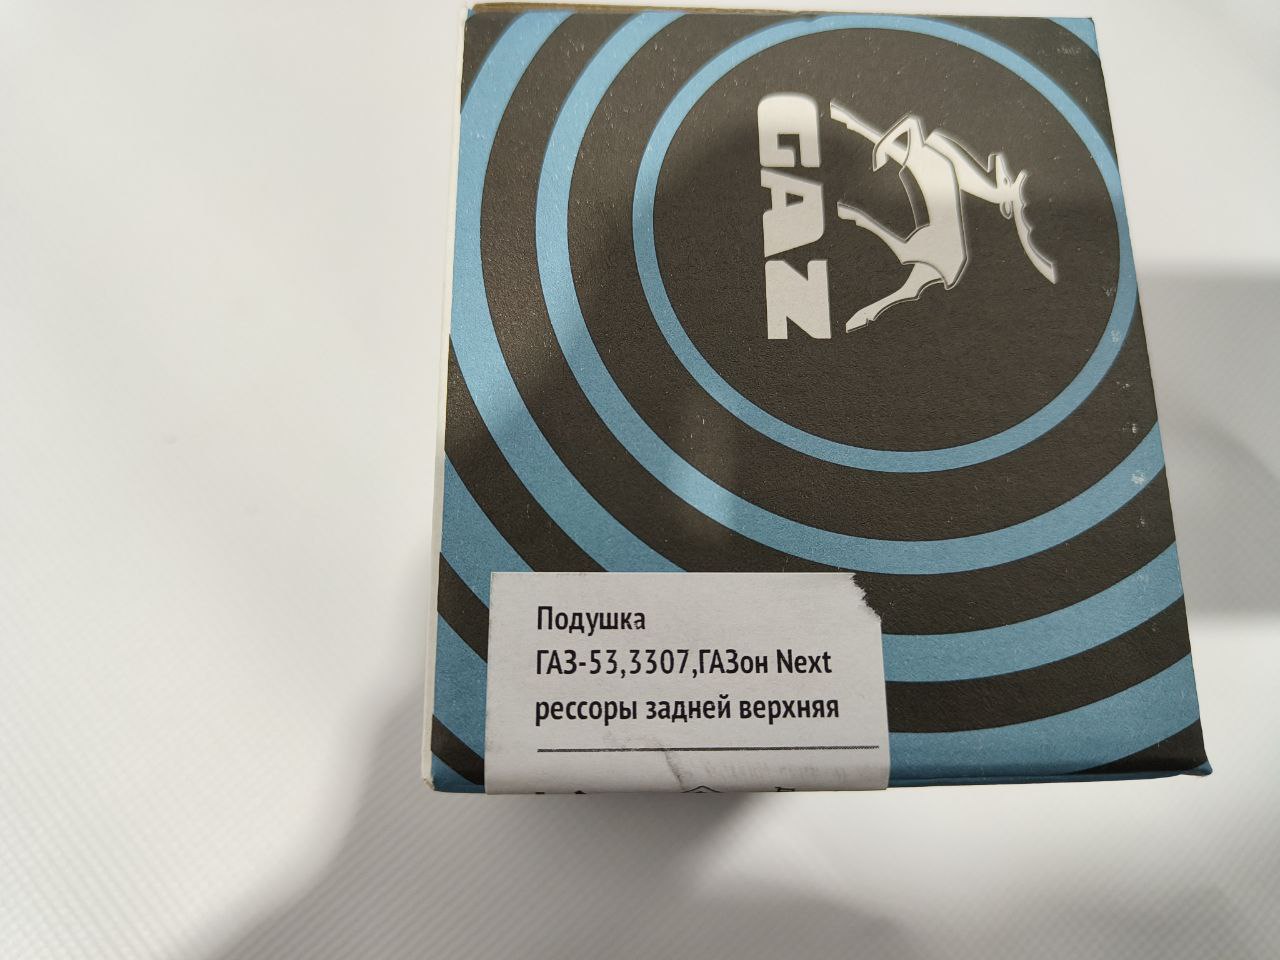 GAZ
Подушка
ГАЗ-53,3307,ГАЗон Next
рессоры задней верхняя